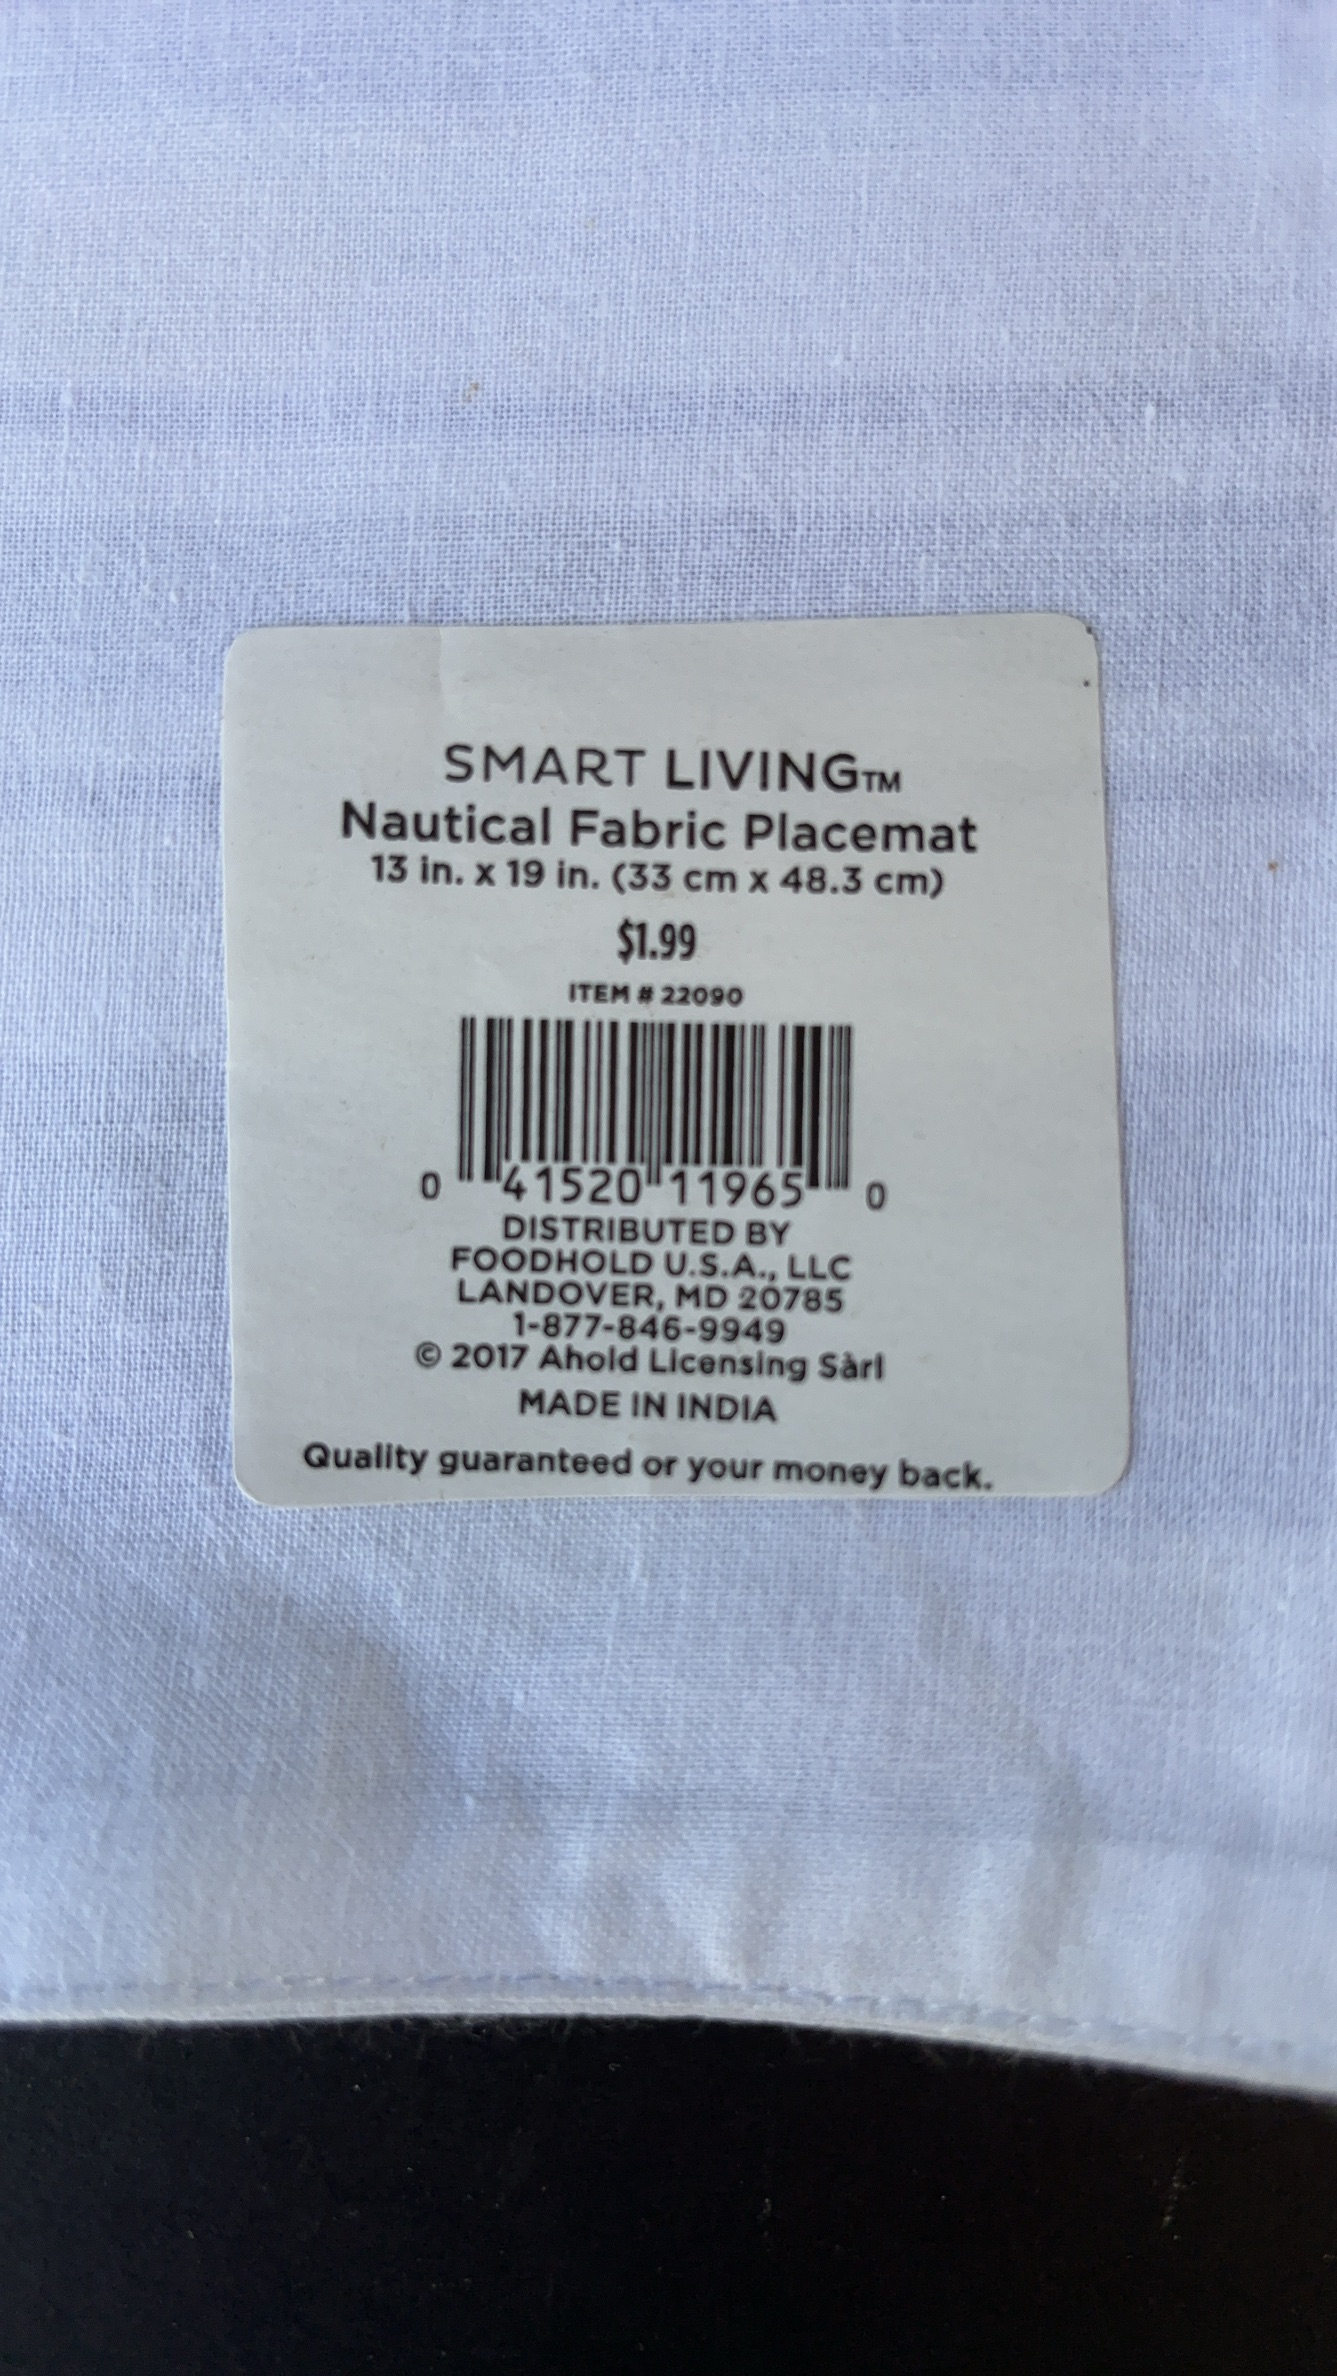 SMART LIVING™
Nautical Fabric Placemat
13 in. x 19 in. (33 cm x 48.3 cm)
$1.99
ITEM # 22090
0 41520 11965 0
DISTRIBUTED BY
FOODHOLD U.S.A., LLC
LANDOVER, MD 20785
1-877-846-9949
© 2017 Ahold Licensing Sàrl
MADE IN INDIA
Quality guaranteed or your money back.